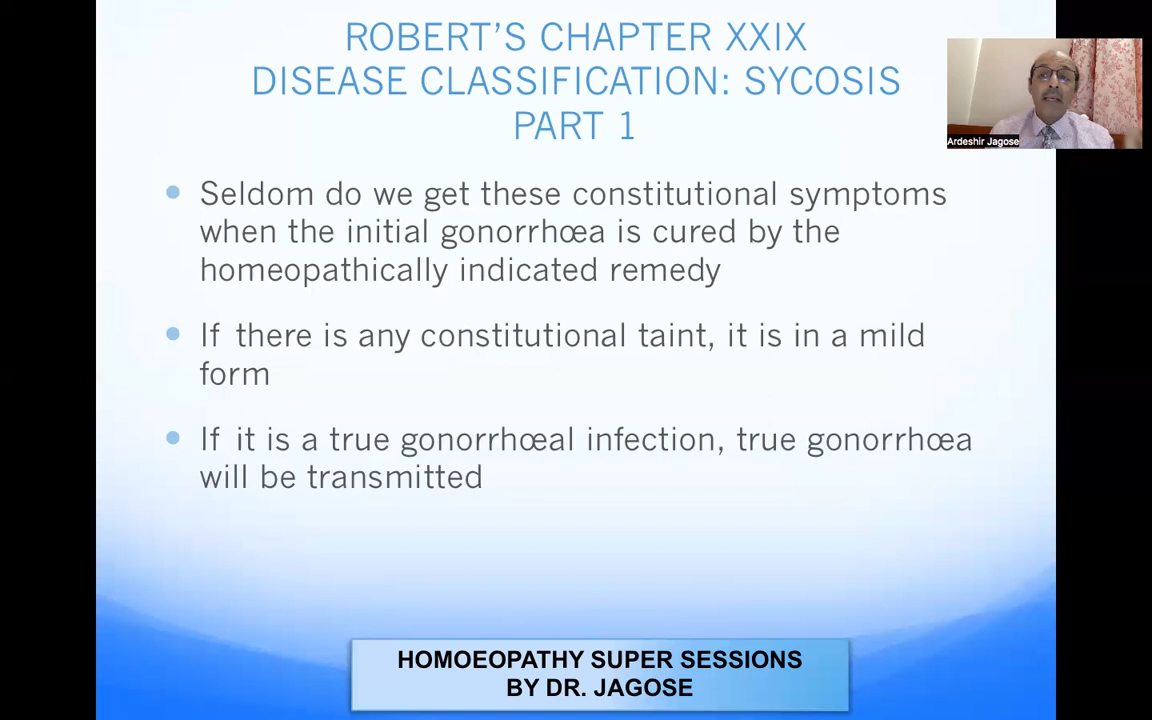 ROBERT’S CHAPTER XXIX
DISEASE CLASSIFICATION: SYCOSIS
PART 1
Ardeshir Jagose
Seldom do we get these constitutional symptoms
when the initial gonorrhœa is cured by the
homeopathically indicated remedy
If there is any constitutional taint, it is in a mild
form
If it is a true gonorrhœal infection, true gonorrhœa
will be transmitted
HOMOEOPATHY SUPER SESSIONS
BY DR. JAGOSE